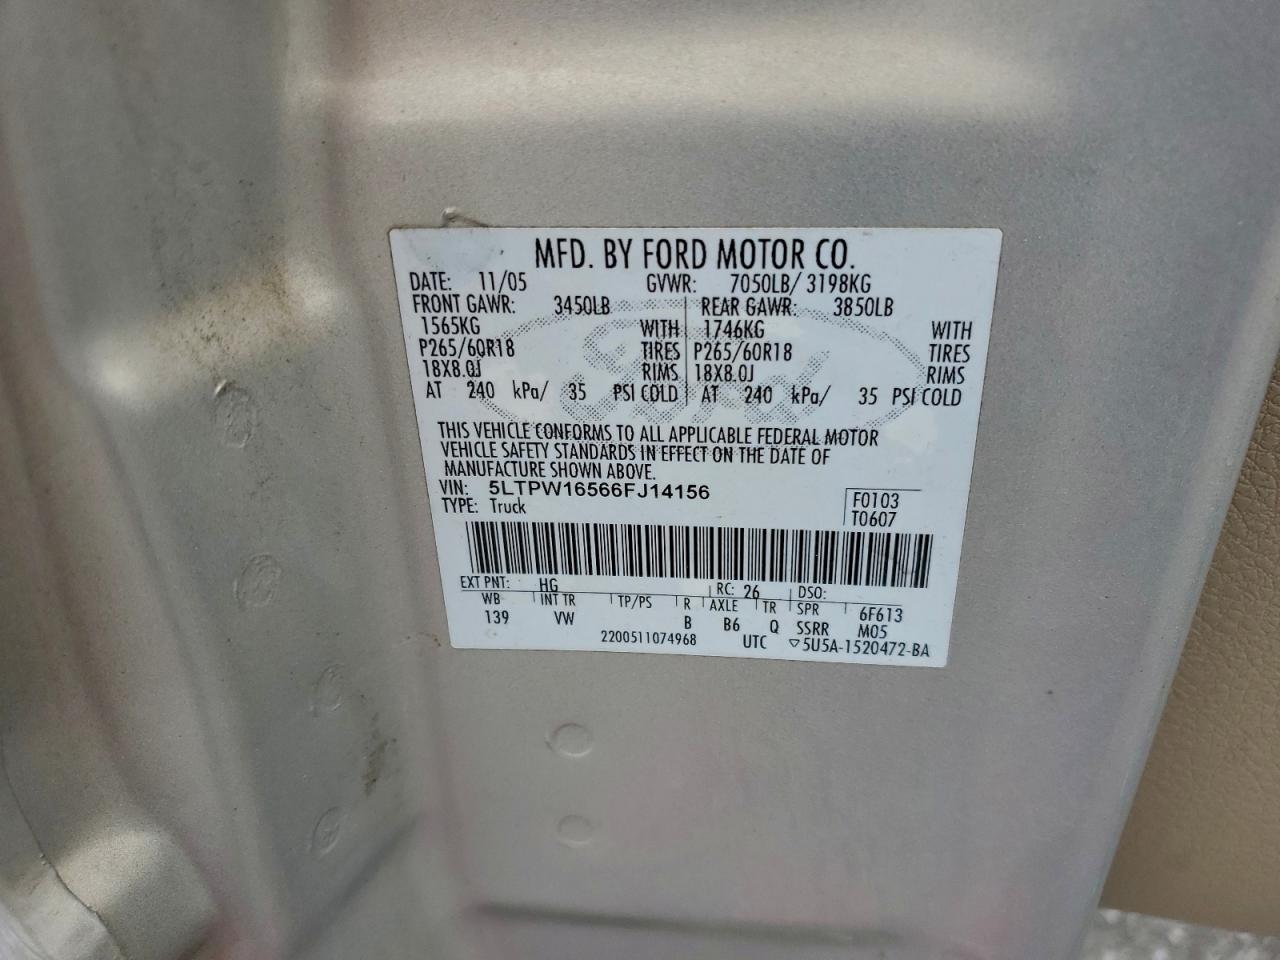 MFD. BY FORD MOTOR CO.
DATE: 11/05 GVWR: 7050LB/ 3198KG
FRONT GAWR: 3450LB REAR GAWR: 3850LB
1565KG WITH 1746KG WITH
P265/60R18 TIRES P265/60R18 TIRES
18X8.0J RIMS 18X8.0J RIMS
AT 240 kPa/ 35 PSI COLD AT 240 kPa/ 35 PSI COLD
THIS VEHICLE CONFORMS TO ALL APPLICABLE FEDERAL MOTOR
VEHICLE SAFETY STANDARDS IN EFFECT ON THE DATE OF
MANUFACTURE SHOWN ABOVE.
VIN: 5LTPW16566FJ14156 F0103
TYPE: Truck T0607
EXT PNT: HG RC: 26 DSO:
WB INT TR TP/PS R AXLE TR SPR 6F613
139 VW B B6 Q SSRR M05
2200511074968 UTC ▽5U5A-1520472-BA
Ford